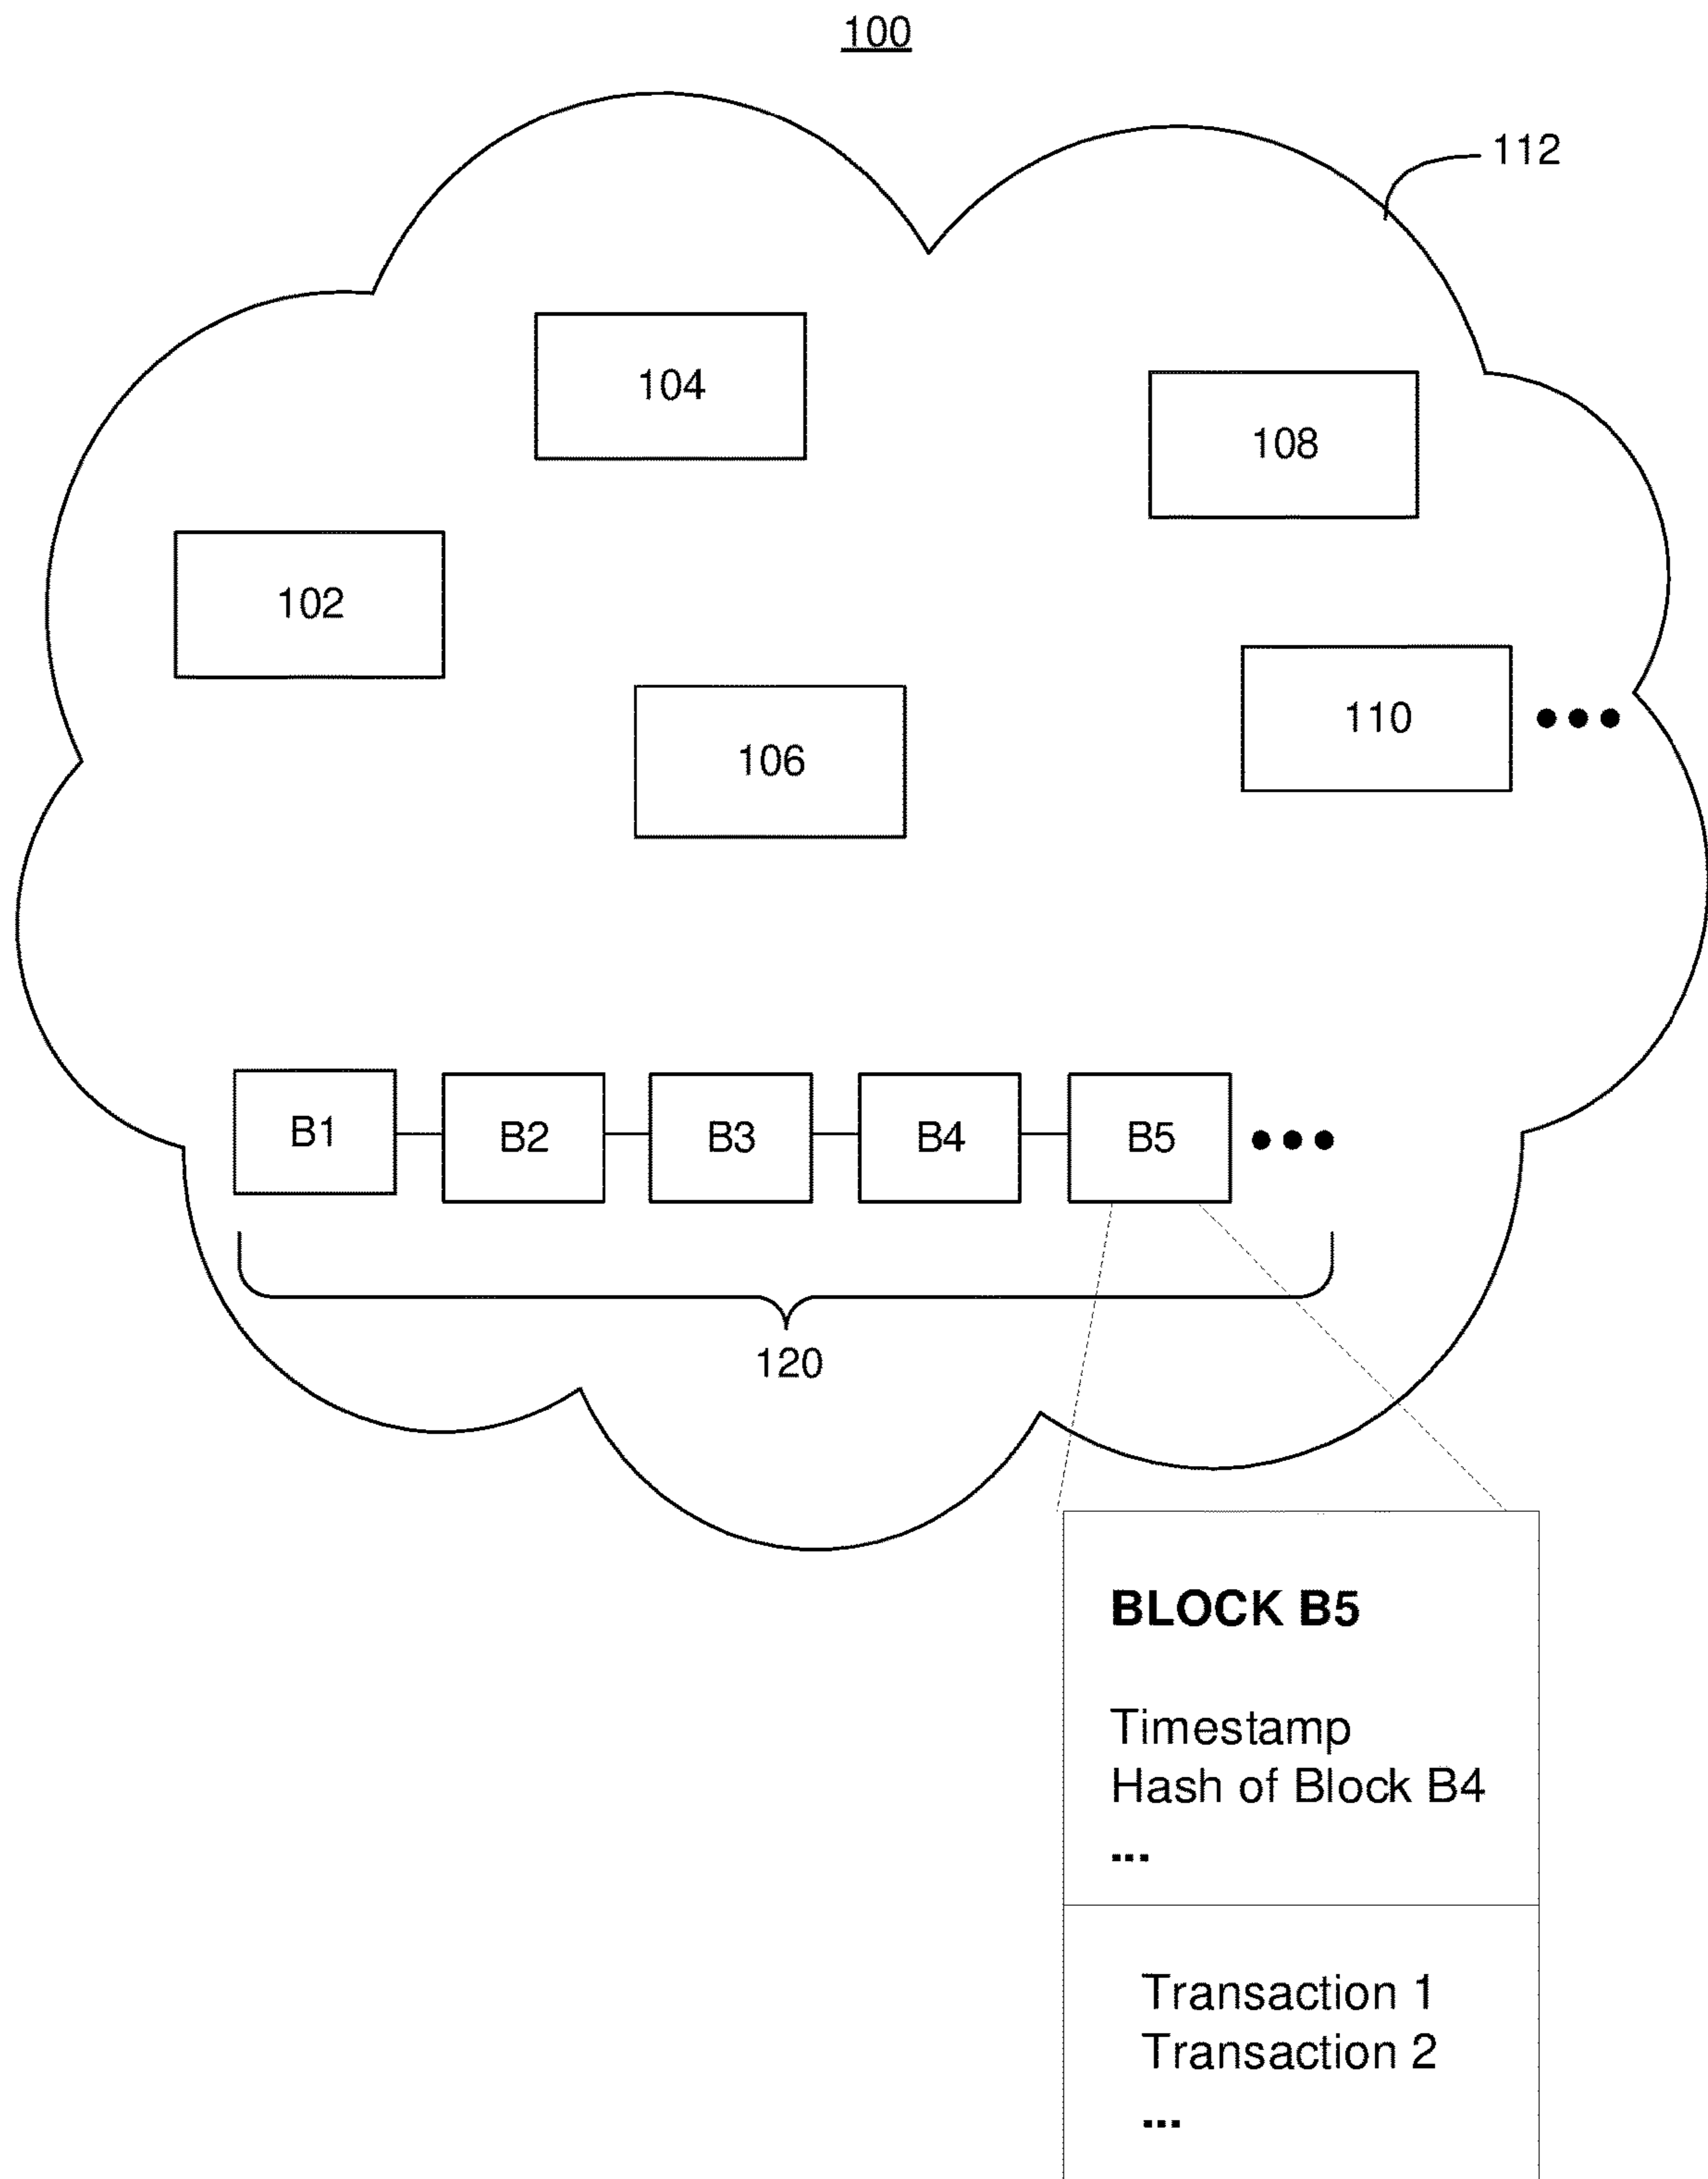 100
112
104
108
102
110
106
B1
B2
B3
B4
B5
120
BLOCK B5
Timestamp
Hash of Block B4
...
Transaction 1
Transaction 2
...